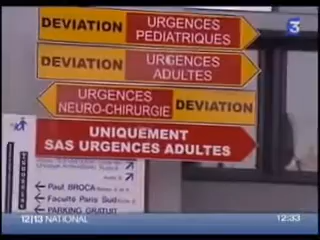 DEVIATION
URGENCES
PEDIATRIQUES
3
DEVIATION
URGENCES
ADULTES
URGENCES
NEURO-CHIRURGIE
DEVIATION
UNIQUEMENT
SAS URGENCES ADULTES
Paul BROCA
Faculté Paris Sud
PARKING GRATUIT
12|13 NATIONAL
12:33